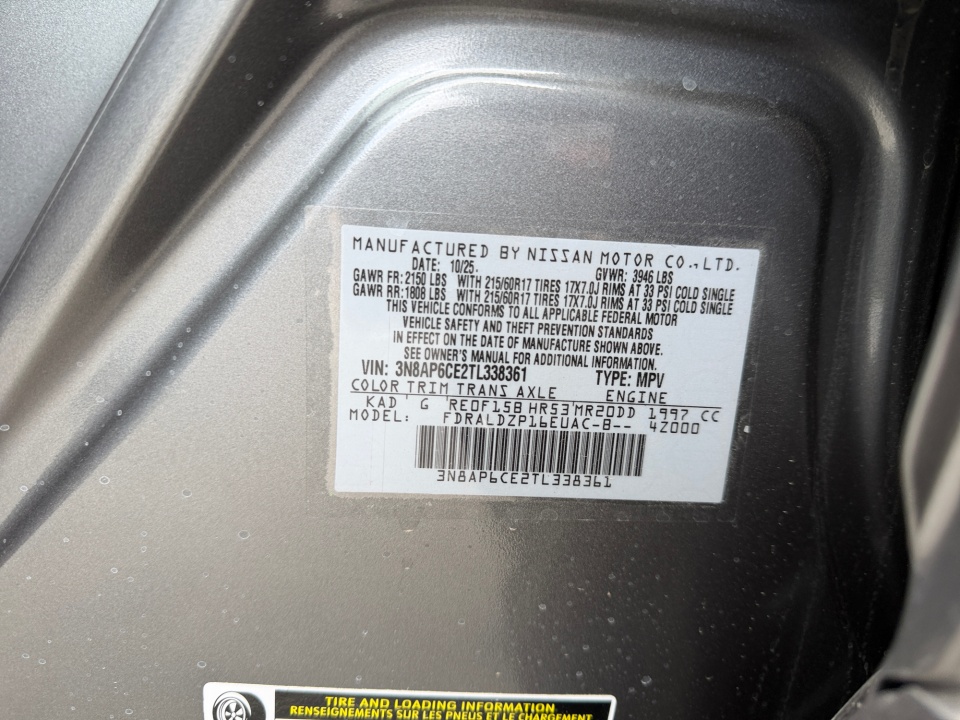 MANUFACTURED BY NISSAN MOTOR CO.,LTD.
DATE: 10/25. GVWR: 3946 LBS
GAWR FR: 2150 LBS WITH 215/60R17 TIRES 17X7.0J RIMS AT 33 PSI COLD SINGLE
GAWR RR: 1808 LBS WITH 215/60R17 TIRES 17X7.0J RIMS AT 33 PSI COLD SINGLE
THIS VEHICLE CONFORMS TO ALL APPLICABLE FEDERAL MOTOR
VEHICLE SAFETY AND THEFT PREVENTION STANDARDS
IN EFFECT ON THE DATE OF MANUFACTURE SHOWN ABOVE.
SEE OWNER'S MANUAL FOR ADDITIONAL INFORMATION.
VIN: 3N8AP6CE2TL338361 TYPE: MPV
COLOR TRIM TRANS AXLE ENGINE
KAD G RE0F15B HR53 MR20DD 1997 CC
MODEL: FDRALDZP16EUAC-B-- 4Z000
3N8AP6CE2TL338361
TIRE AND LOADING INFORMATION
RENSEIGNEMENTS SUR LES PNEUS ET LE CHARGEMENT